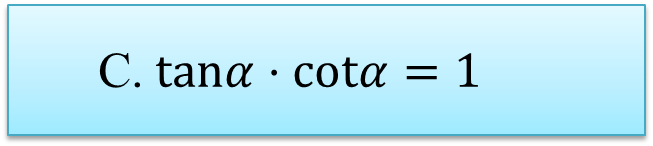 C. tanα · cotα = 1